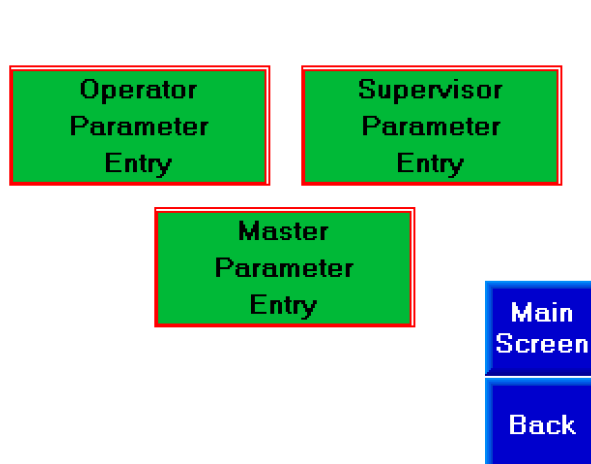 Operator
Parameter
Entry
Supervisor
Parameter
Entry
Master
Parameter
Entry
Main
Screen
Back